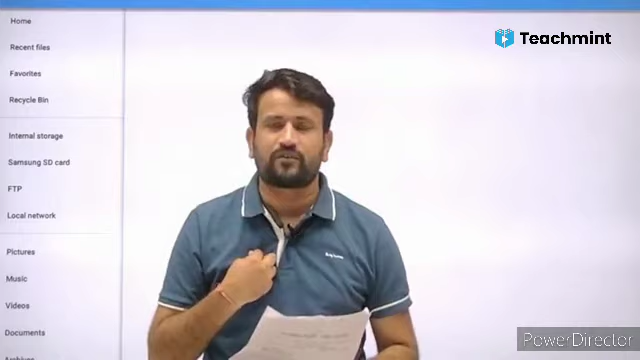 Home
Recent files
Favorites
Recycle Bin
Internal storage
Samsung SD card
FTP
Local network
Pictures
Music
Videos
Documents
Archives
Teachmint
PowerDirector